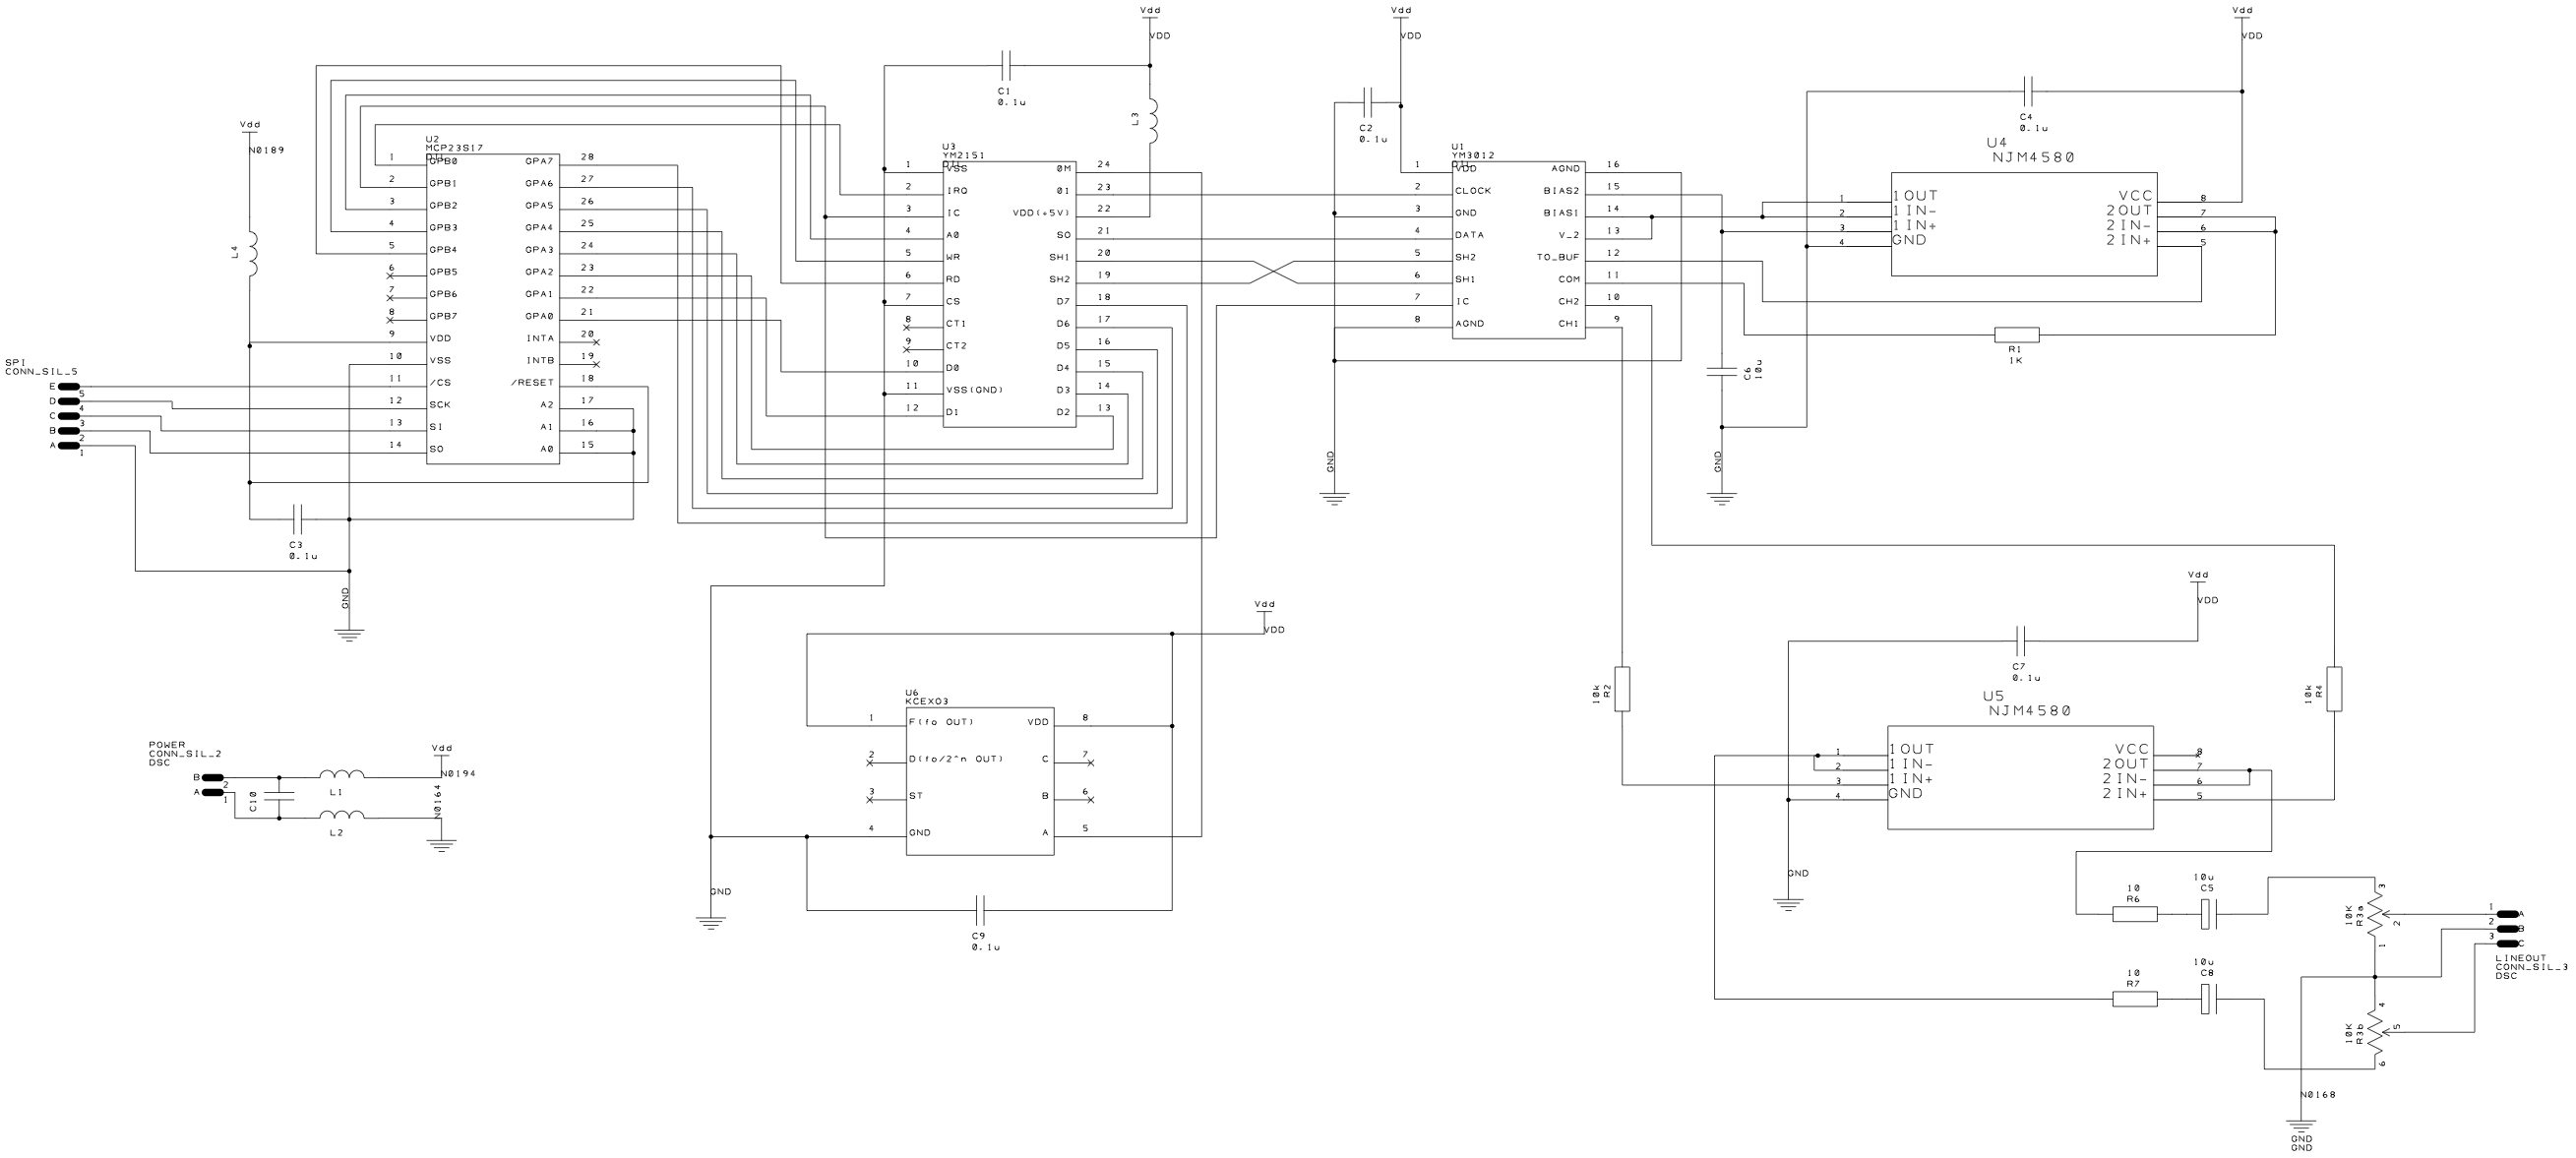 Vdd
VDD
Vdd
VDD
Vdd
VDD
C1
0.1u
L3
C2
0.1u
C4
0.1u
Vdd
N0189
L4
U2
MCP23S17
DIL
1 GPB0 GPA7 28
2 GPB1 GPA6 27
3 GPB2 GPA5 26
4 GPB3 GPA4 25
5 GPB4 GPA3 24
6 GPB5 GPA2 23
7 GPB6 GPA1 22
8 GPB7 GPA0 21
9 VDD INTA 20
10 VSS INTB 19
11 /CS /RESET 18
12 SCK A2 17
13 SI A1 16
14 SO A0 15
U3
YM2151
DIL
1 VSS 0M 24
2 IRQ 01 23
3 IC VDD(+5V) 22
4 A0 SO 21
5 WR SH1 20
6 RD SH2 19
7 CS D7 18
8 CT1 D6 17
9 CT2 D5 16
10 D0 D4 15
11 VSS(GND) D3 14
12 D1 D2 13
U1
YM3012
DIL
1 VDD AGND 16
2 CLOCK BIAS2 15
3 GND BIAS1 14
4 DATA V_2 13
5 SH2 TO_BUF 12
6 SH1 COM 11
7 IC CH2 10
8 AGND CH1 9
U4
NJM4580
1 1OUT VCC 8
2 1IN- 2OUT 7
3 1IN+ 2IN- 6
4 GND 2IN+ 5
R1
1K
C6
10u
GND
GND
SPI
CONN_SIL_5
E 5
D 4
C 3
B 2
A 1
C3
0.1u
GND
Vdd
VDD
U6
KCEXO3
1 F(fo OUT) VDD 8
2 D(fo/2^n OUT) C 7
3 ST B 6
4 GND A 5
GND
C9
0.1u
POWER
CONN_SIL_2
DSC
B 2
A 1
C10
L1
L2
Vdd
N0194
N0164
Vdd
VDD
C7
0.1u
10k
R2
10k
R4
U5
NJM4580
1 1OUT VCC 8
2 1IN- 2OUT 7
3 1IN+ 2IN- 6
4 GND 2IN+ 5
GND
10
R6
10u
C5
10K
R3a
3
2
1
10
R7
10u
C8
10K
R3b
4
5
6
1 A
2 B
3 C
LINEOUT
CONN_SIL_3
DSC
N0168
GND
GND